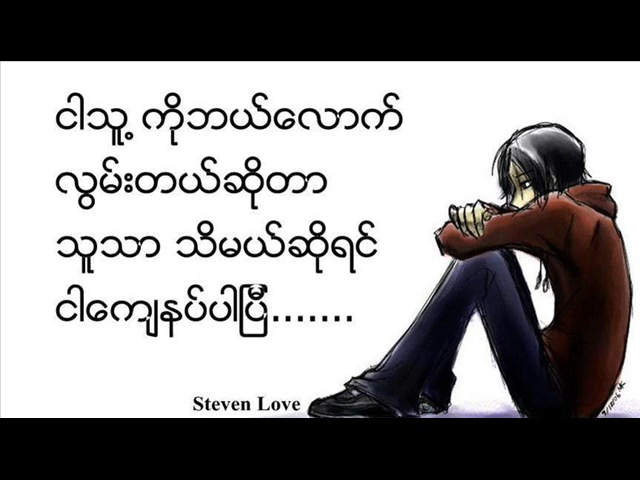 ငါသူ့ ကိုဘယ်လောက်
လွမ်းတယ်ဆိုတာ
သူသာ သိမယ်ဆိုရင်
ငါကျေနပ်ပါပြီ.......
Steven Love